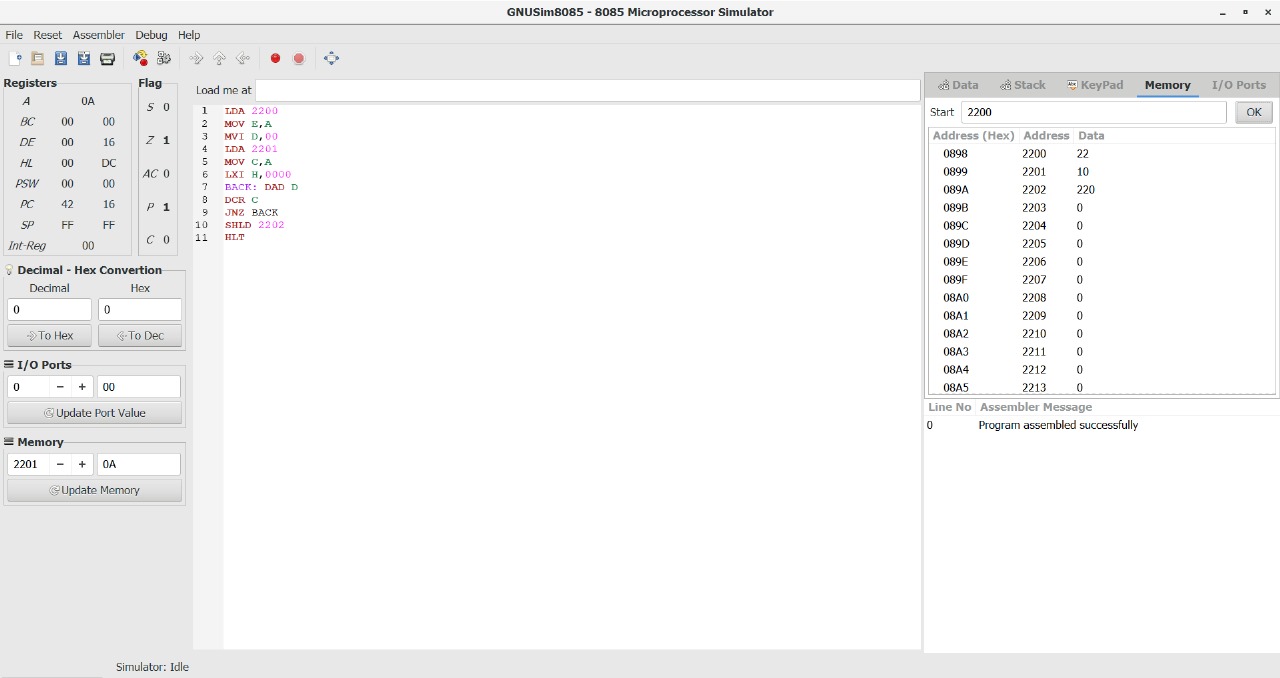 GNUSim8085 - 8085 Microprocessor Simulator
File Reset Assembler Debug Help
Registers
A 0A
BC 00 00
DE 00 16
HL 00 DC
PSW 00 00
PC 42 16
SP FF FF
Int-Reg 00
Flag
S 0
Z 1
AC 0
P 1
C 0
Decimal - Hex Convertion
Decimal Hex
0 0
To Hex To Dec
I/O Ports
0 − + 00
Update Port Value
Memory
2201 − + 0A
Update Memory
Load me at
1 LDA 2200
2 MOV E,A
3 MVI D,00
4 LDA 2201
5 MOV C,A
6 LXI H,0000
7 BACK: DAD D
8 DCR C
9 JNZ BACK
10 SHLD 2202
11 HLT
Data Stack KeyPad Memory I/O Ports
Start 2200 OK
Address (Hex) Address Data
0898 2200 22
0899 2201 10
089A 2202 220
089B 2203 0
089C 2204 0
089D 2205 0
089E 2206 0
089F 2207 0
08A0 2208 0
08A1 2209 0
08A2 2210 0
08A3 2211 0
08A4 2212 0
08A5 2213 0
Line No Assembler Message
0 Program assembled successfully
Simulator: Idle